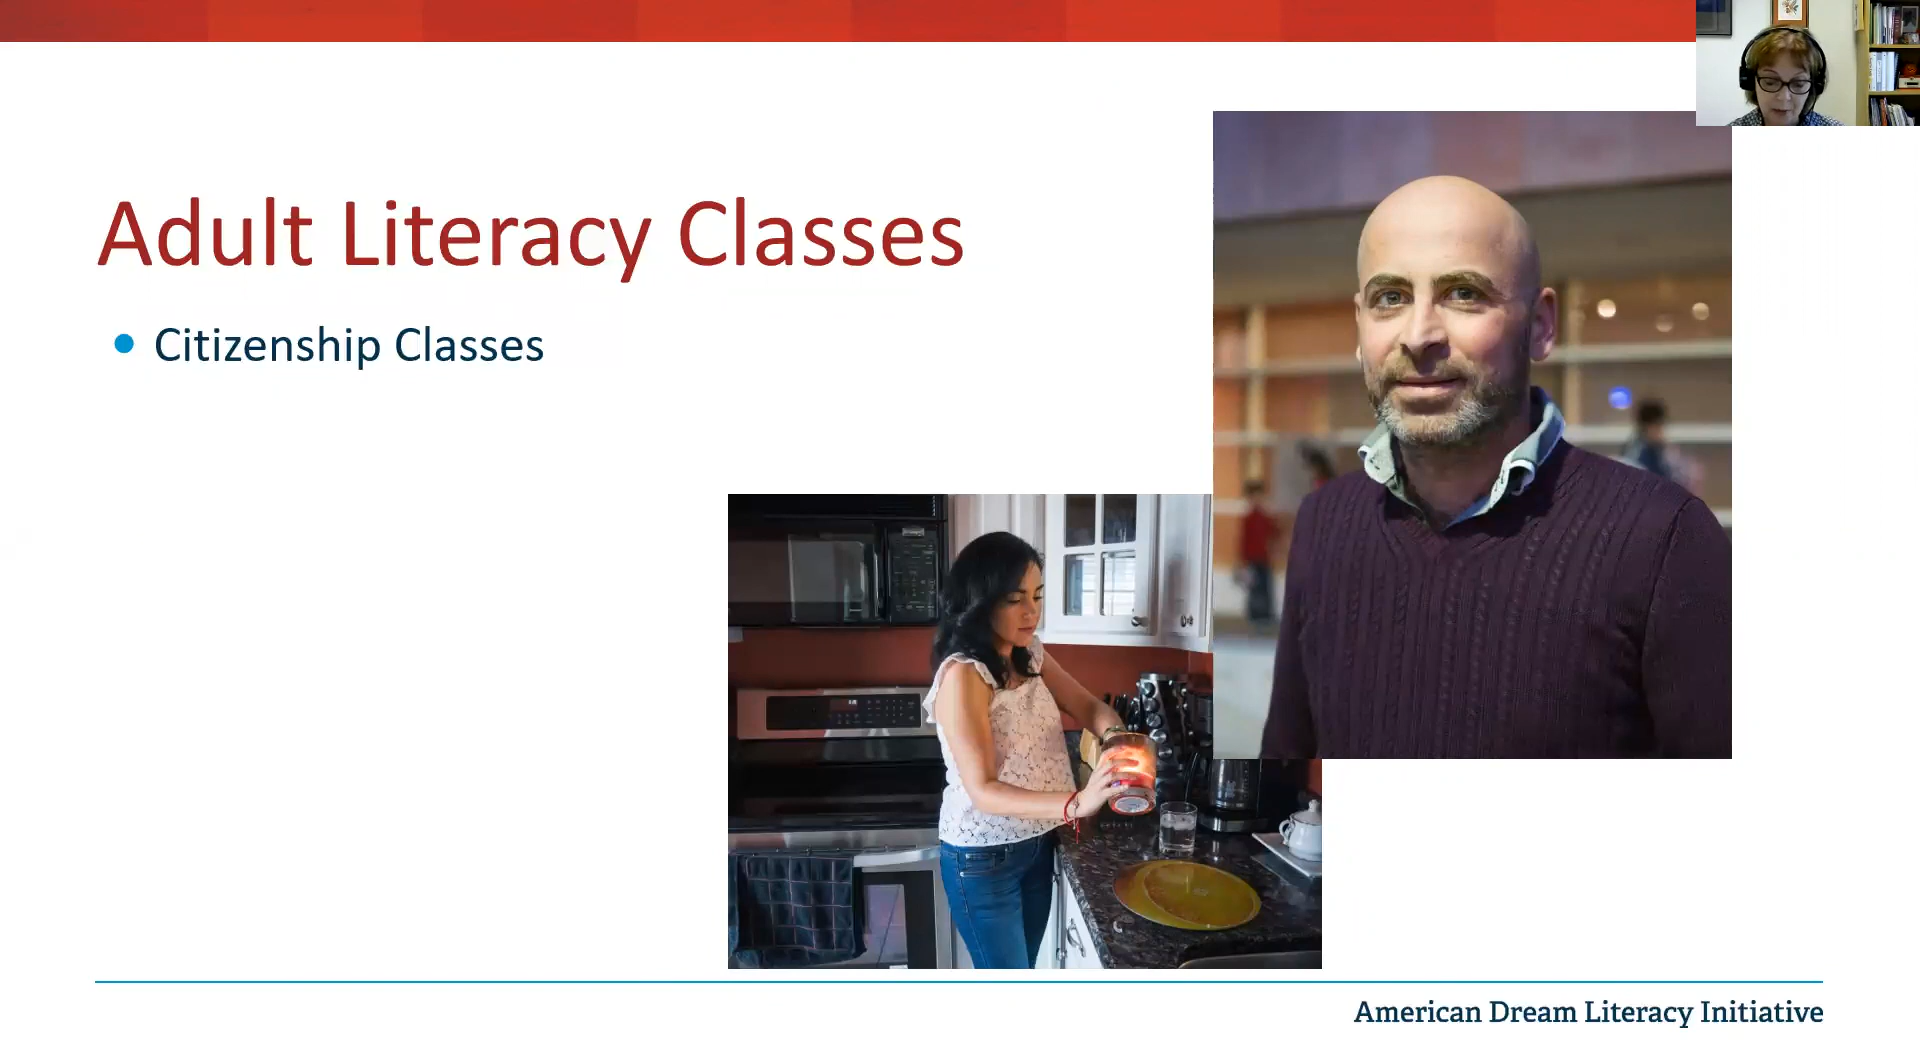 Adult Literacy Classes
Citizenship Classes
American Dream Literacy Initiative